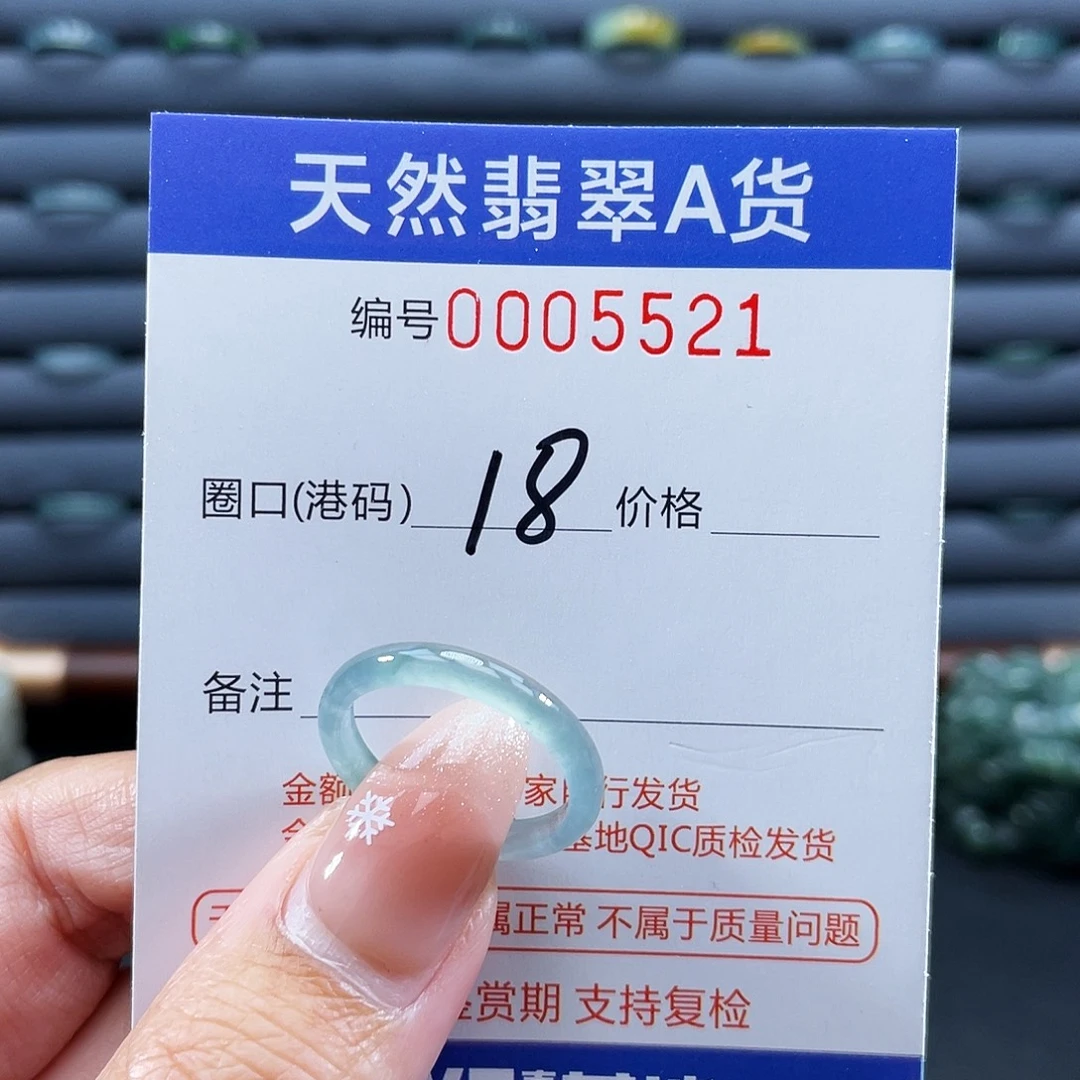 天然翡翠A货
编号0005521
圈口(港码) 18 价格
备注
金额 家 行发货
基地QIC质检发货
属正常 不属于质量问题
鉴赏期 支持复检